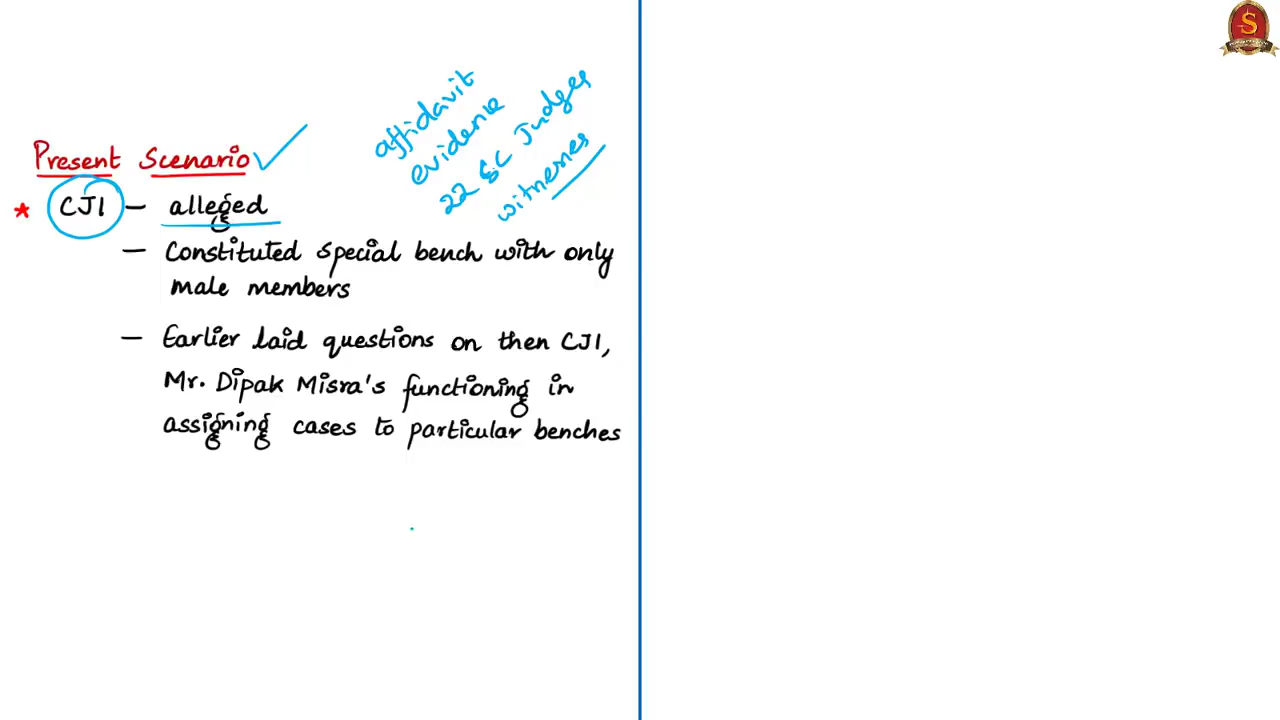 affidavit
evidence
22 SC Judges
witnesses
Present Scenario
* CJI – alleged
– Constituted special bench with only
male members
– Earlier laid questions on then CJI,
Mr. Dipak Misra's functioning in
assigning cases to particular benches
S